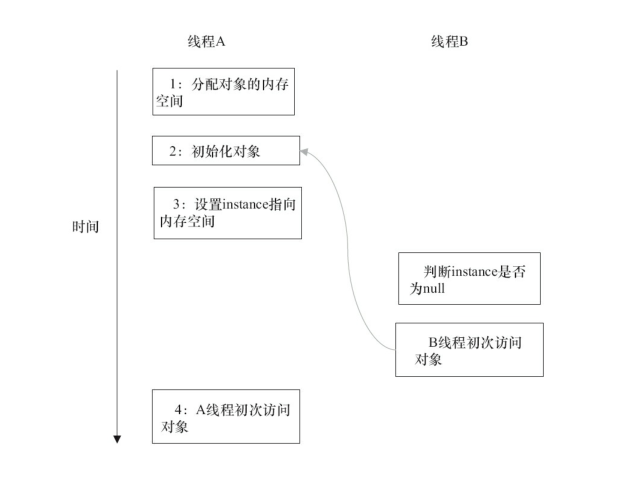 线程A
线程B
1：分配对象的内存
空间
2：初始化对象
3：设置instance指向
内存空间
时间
判断instance是否
为null
B线程初次访问
对象
4：A线程初次访问
对象